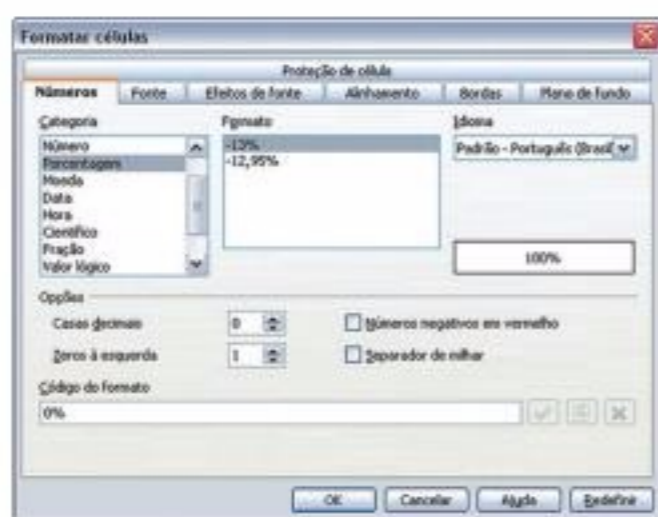 Formatar células
Proteção de célula
Números Fonte Efeitos de fonte Alinhamento Bordas Plano de fundo
Categoria Formato Idioma
Número
Porcentagem
Moeda
Data
Hora
Científico
Fração
Valor lógico
-13%
-12,95%
Padrão - Português (Brasil
100%
Opções
Casas decimais 0 Números negativos em vermelho
Zeros à esquerda 1 Separador de milhar
Código do formato
0%
OK Cancelar Ajuda Redefinir